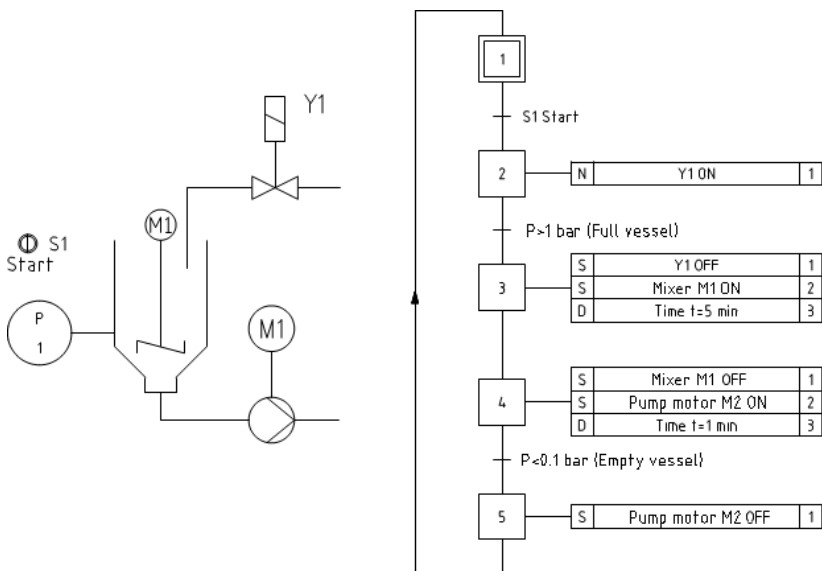 Y1
M1
S1
Start
P
1
M1
1
S1 Start
2
N Y1 ON 1
P>1 bar (Full vessel)
3
S Y1 OFF 1
S Mixer M1 ON 2
D Time t=5 min 3
4
S Mixer M1 OFF 1
S Pump motor M2 ON 2
D Time t=1 min 3
P<0.1 bar (Empty vessel)
5
S Pump motor M2 OFF 1